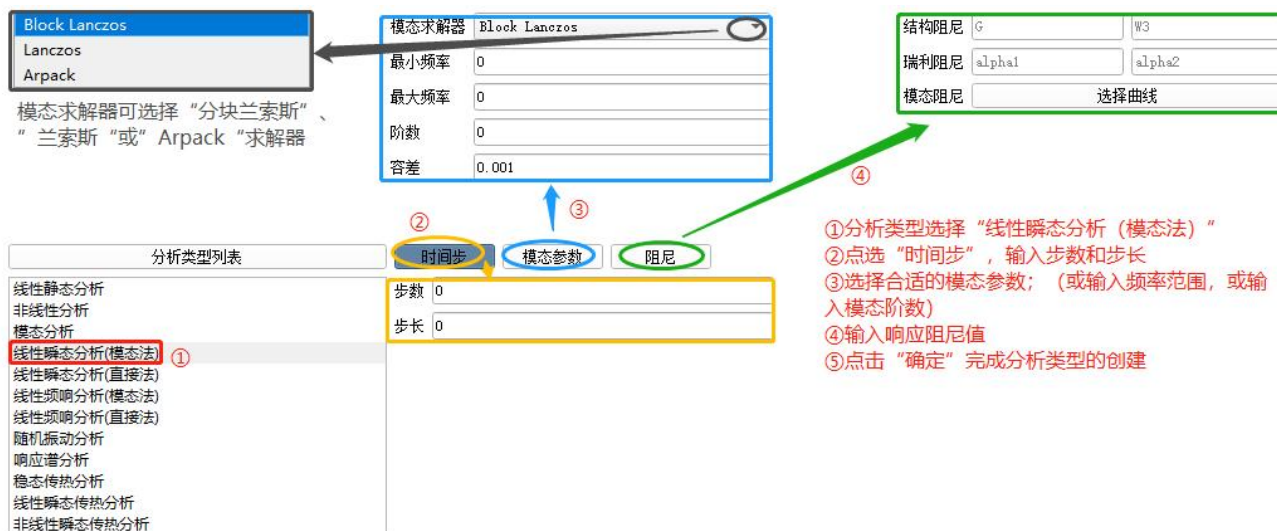 Block Lanczos
Lanczos
Arpack
模态求解器可选择“分块兰索斯”、
”兰索斯“或”Arpack“求解器
模态求解器 Block Lanczos
最小频率 0
最大频率 0
阶数 0
容差 0.001
结构阻尼 G W3
瑞利阻尼 alpha1 alpha2
模态阻尼 选择曲线
④
③
②
分析类型列表
时间步 模态参数 阻尼
步数 0
步长 0
线性静态分析
非线性分析
模态分析
线性瞬态分析(模态法) ①
线性瞬态分析(直接法)
线性频响分析(模态法)
线性频响分析(直接法)
随机振动分析
响应谱分析
稳态传热分析
线性瞬态传热分析
非线性瞬态传热分析
①分析类型选择“线性瞬态分析（模态法）“
②点选“时间步”，输入步数和步长
③选择合适的模态参数；（或输入频率范围，或输
入模态阶数）
④输入响应阻尼值
⑤点击“确定”完成分析类型的创建